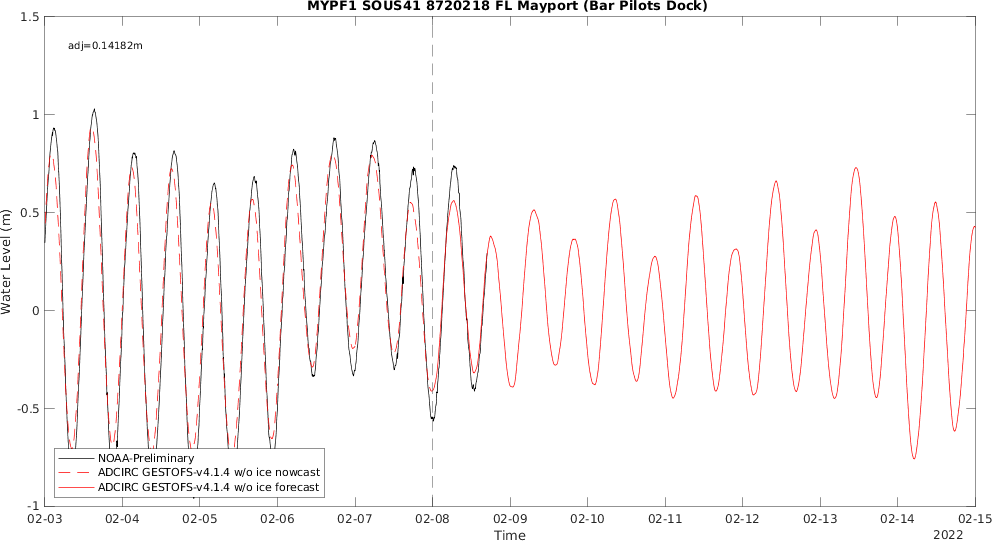 MYPF1 SOUS41 8720218 FL Mayport (Bar Pilots Dock)
1.5
adj=0.14182m
1
0.5
Water Level (m)
0
-0.5
NOAA-Preliminary
ADCIRC GESTOFS-v4.1.4 w/o ice nowcast
ADCIRC GESTOFS-v4.1.4 w/o ice forecast
-1
02-03 02-04 02-05 02-06 02-07 02-08 02-09 02-10 02-11 02-12 02-13 02-14 02-15
Time
2022